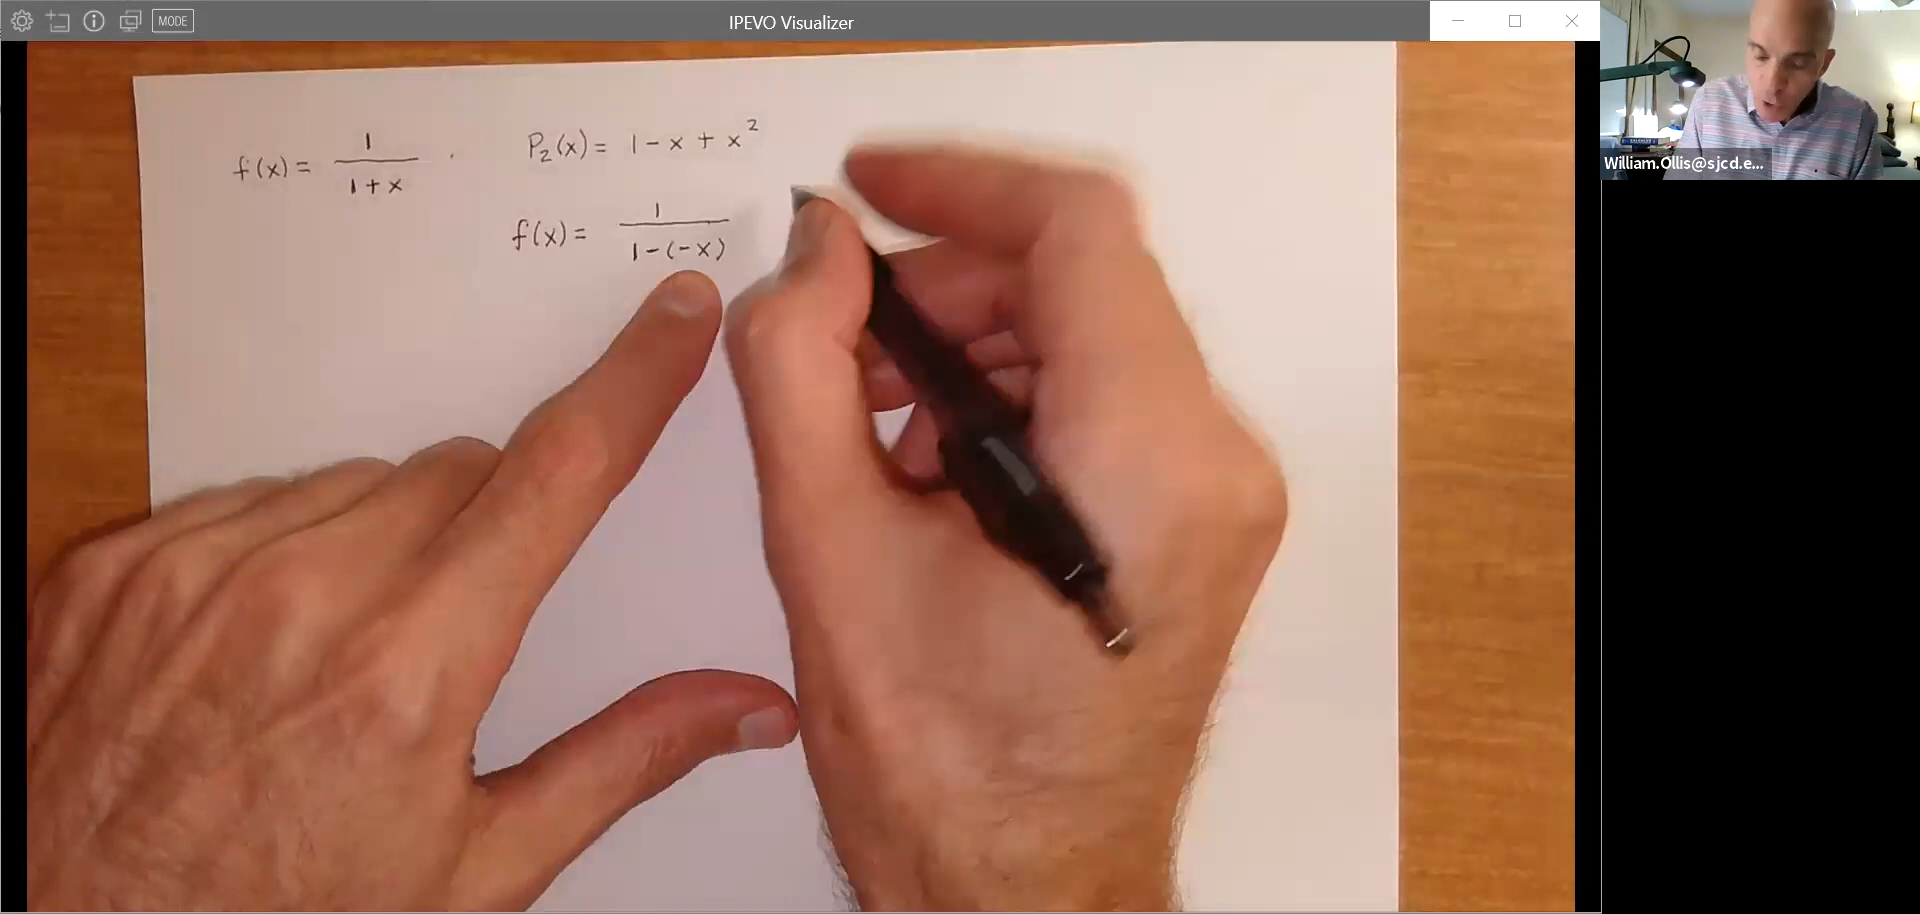 MODE
IPEVO Visualizer
William.Ollis@sjcd.e...
f(x) = 1/(1+x) . P₂(x) = 1 - x + x²
f(x) = 1/(1-(-x))